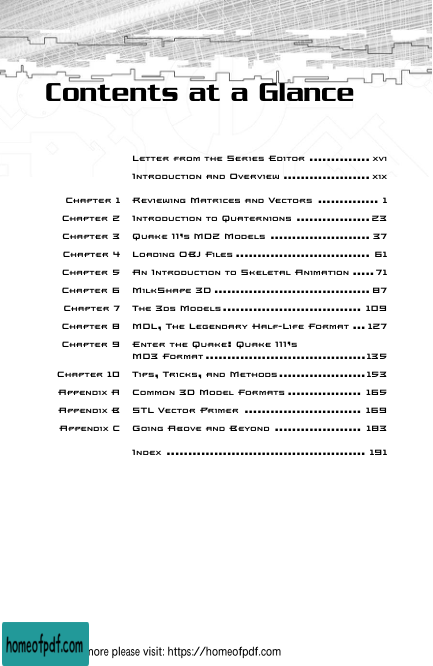 Contents at a Glance
Letter from the Series Editor .............. xvi
Introduction and Overview .................... xix
Chapter 1 Reviewing Matrices and Vectors .............. 1
Chapter 2 Introduction to Quaternions ................. 23
Chapter 3 Quake II's MD2 Models ....................... 37
Chapter 4 Loading OBJ Files ............................... 61
Chapter 5 An Introduction to Skeletal Animation ..... 71
Chapter 6 MilkShape 3D .................................... 87
Chapter 7 The 3ds Models ................................ 109
Chapter 8 MDL, The Legendary Half-Life Format ... 127
Chapter 9 Enter the Quake: Quake III's
MD3 Format ..................................... 135
Chapter 10 Tips, Tricks, and Methods .................... 153
Appendix A Common 3D Model Formats ................. 165
Appendix B STL Vector Primer ........................... 169
Appendix C Going Above and Beyond .................... 183
Index .............................................. 191
homeofpdf.com
more please visit: https://homeofpdf.com